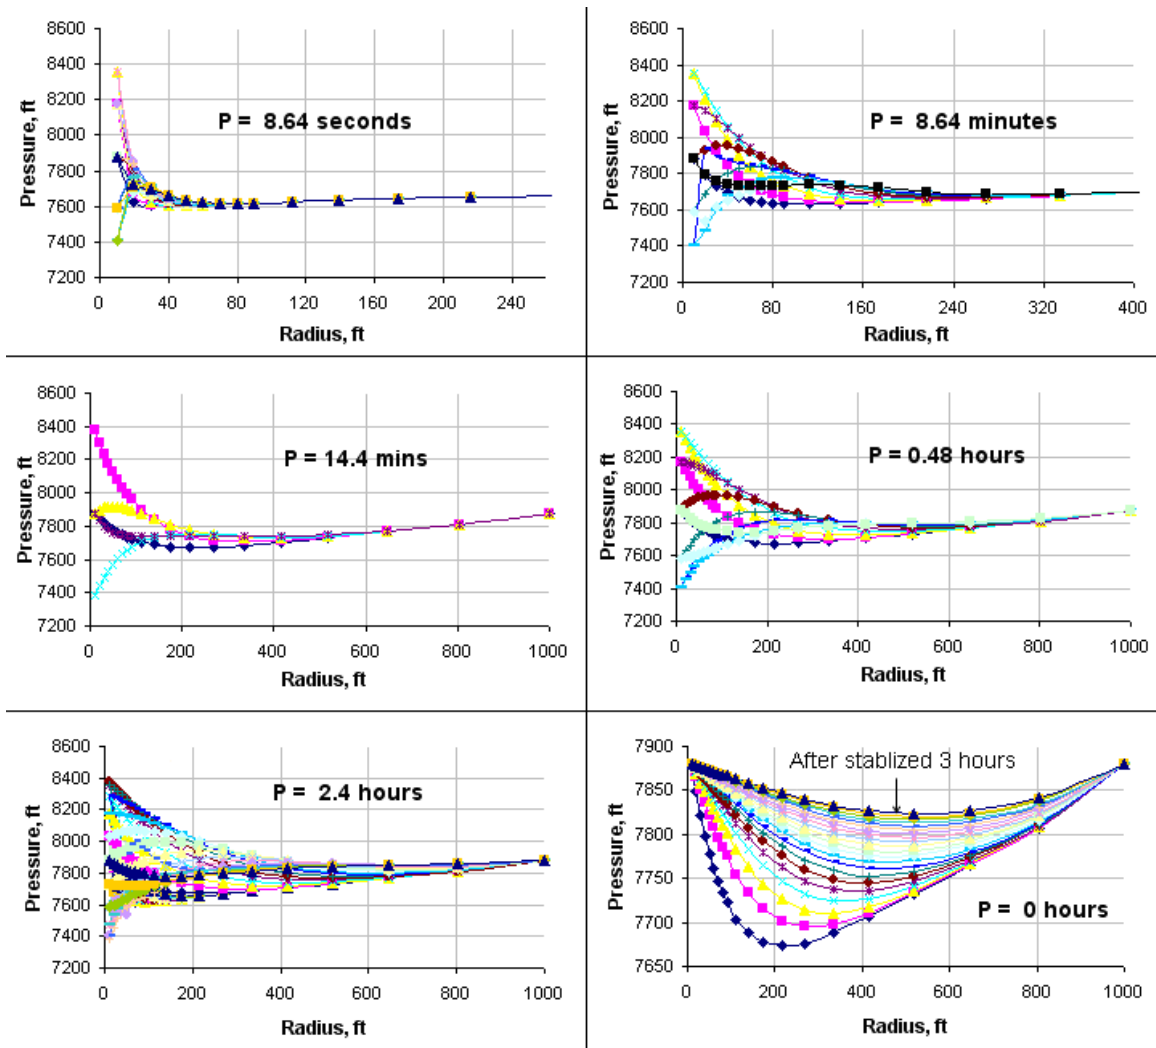 8600
8400
8200
8000
7800
7600
7400
7200
Pressure, ft
P = 8.64 seconds
0 40 80 120 160 200 240
Radius, ft
8600
8400
8200
8000
7800
7600
7400
7200
Pressure, ft
P = 8.64 minutes
0 80 160 240 320 400
Radius, ft
8600
8400
8200
8000
7800
7600
7400
7200
Pressure, ft
P = 14.4 mins
0 200 400 600 800 1000
Radius, ft
8600
8400
8200
8000
7800
7600
7400
7200
Pressure, ft
P = 0.48 hours
0 200 400 600 800 1000
Radius, ft
8600
8400
8200
8000
7800
7600
7400
7200
Pressure, ft
P = 2.4 hours
0 200 400 600 800 1000
Radius, ft
7900
7850
7800
7750
7700
7650
Pressure, ft
After stablized 3 hours
P = 0 hours
0 200 400 600 800 1000
Radius, ft